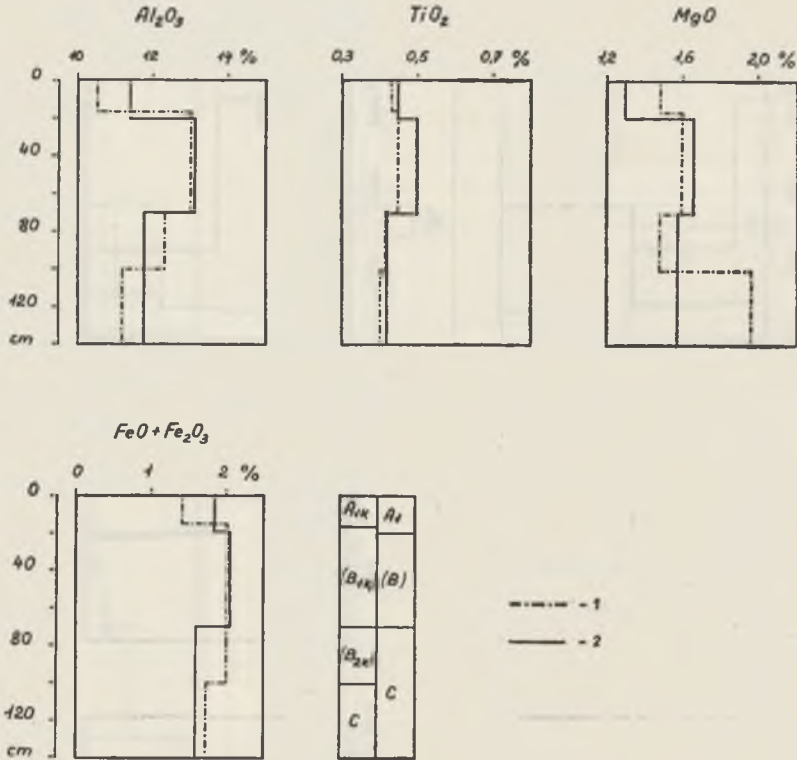 Al₂O₃ TiO₂ MgO
10 12 14 % 0,3 0,5 0,7 % 1,2 1,6 2,0 %
0
40
80
120
cm
FeO + Fe₂O₃
0 1 2 %
0
40
80
120
cm
A₁ₖ A₁
(B₁ₖ) (B)
(B₂ₖ)
C
C
- 1
- 2